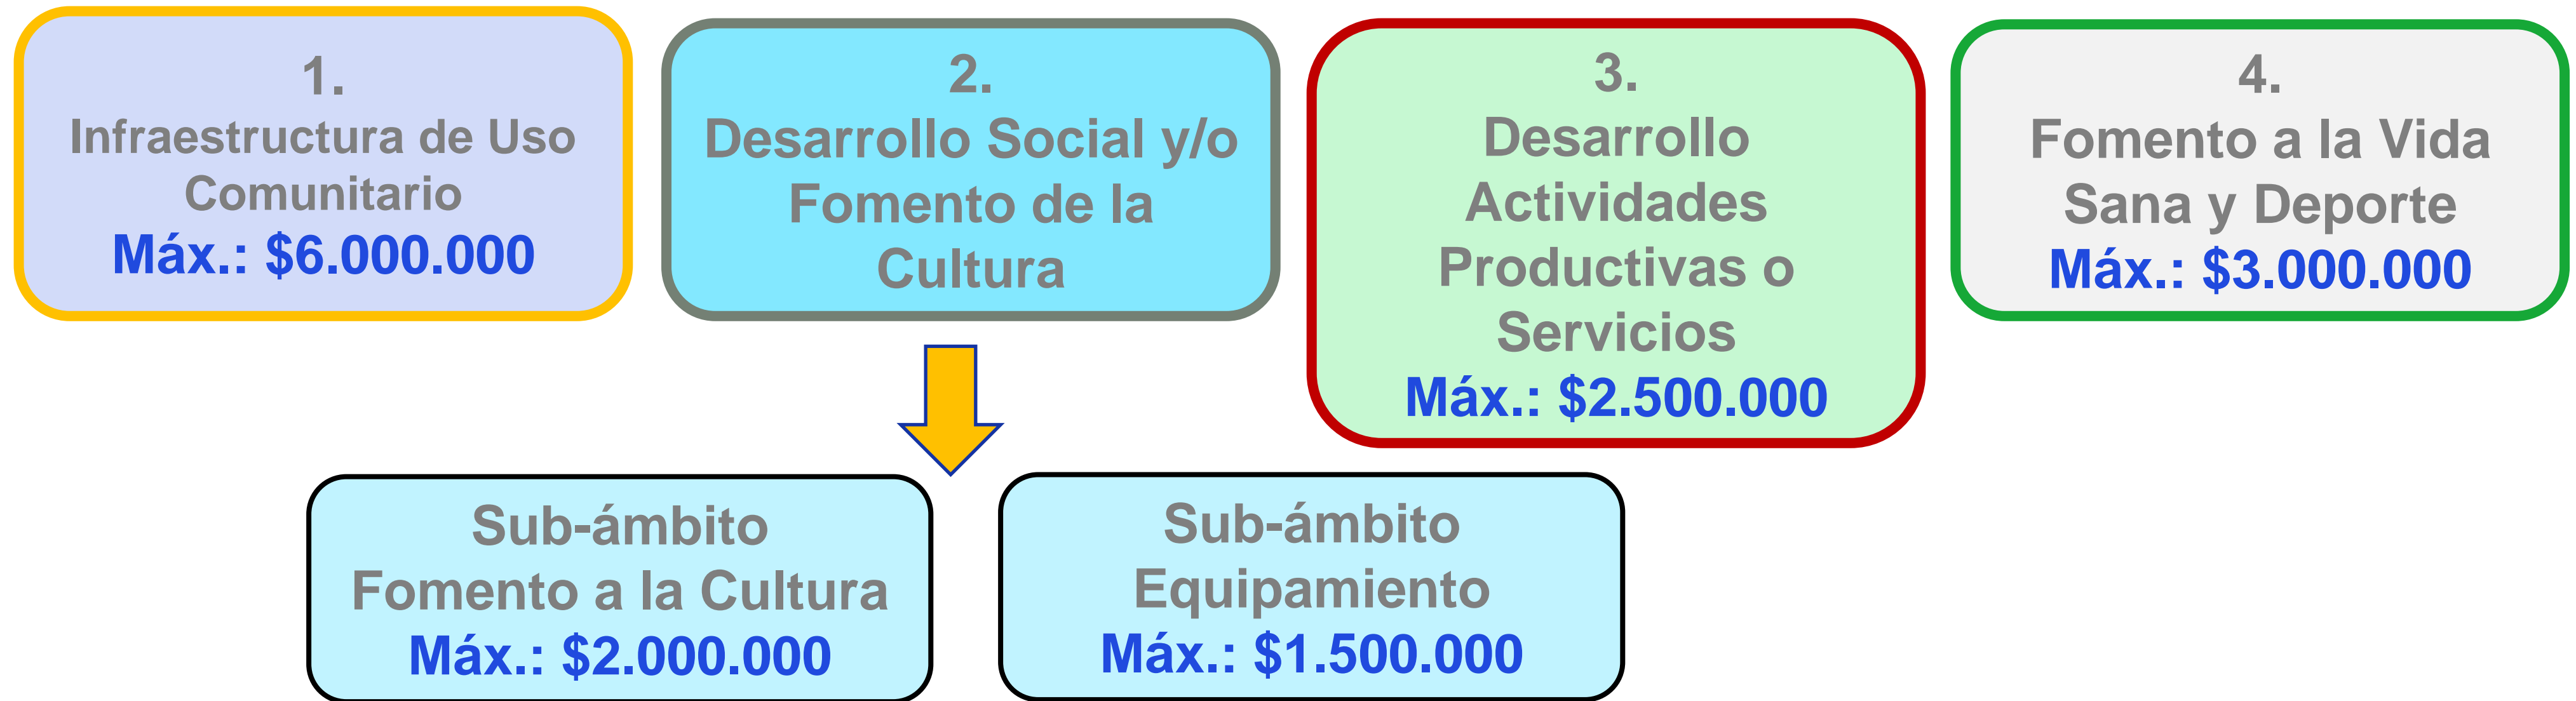 1.
Infraestructura de Uso
Comunitario
Máx.: $6.000.000
2.
Desarrollo Social y/o
Fomento de la
Cultura
3.
Desarrollo
Actividades
Productivas o
Servicios
Máx.: $2.500.000
4.
Fomento a la Vida
Sana y Deporte
Máx.: $3.000.000
Sub-ámbito
Fomento a la Cultura
Máx.: $2.000.000
Sub-ámbito
Equipamiento
Máx.: $1.500.000